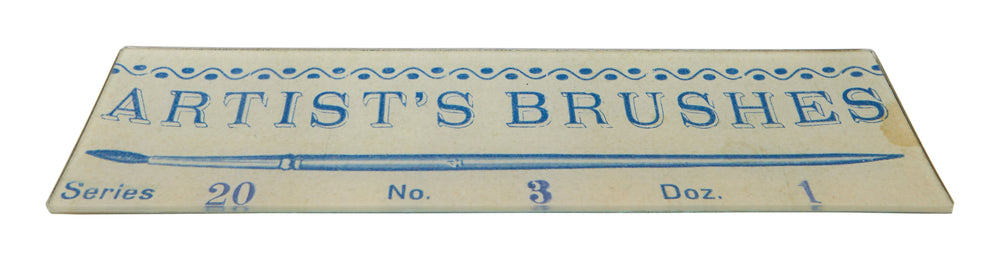 ARTIST'S BRUSHES
Series 20 No. 3 Doz. 1